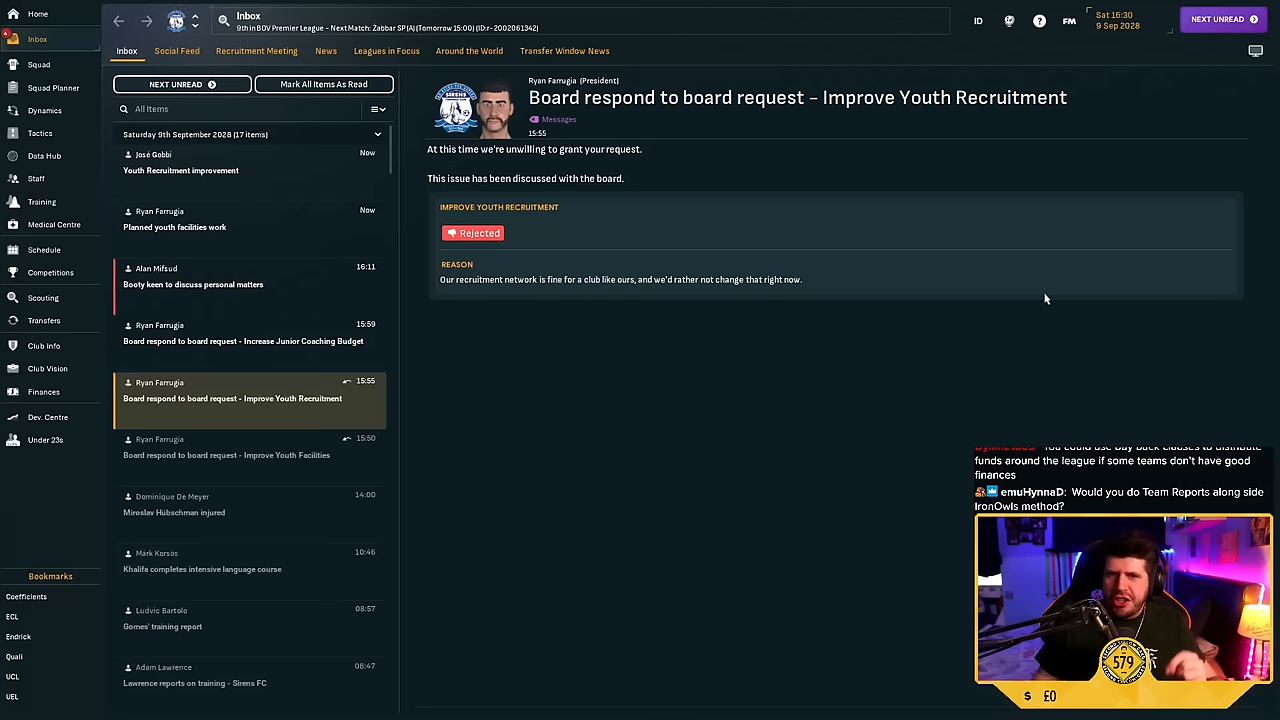 Home
Inbox
Squad
Squad Planner
Dynamics
Tactics
Data Hub
Staff
Training
Medical Centre
Schedule
Competitions
Scouting
Transfers
Club Info
Club Vision
Finances
Dev. Centre
Under 23s
Bookmarks
Coefficients
ECL
Endrick
Quali
UCL
UEL
Inbox
9th in BOV Premier League - Next Match: Zabbar SP (A) (Tomorrow 15:00) (ID:r-2002061342)
ID
FM
Sat 16:30
9 Sep 2028
NEXT UNREAD
Inbox Social Feed Recruitment Meeting News Leagues in Focus Around the World Transfer Window News
NEXT UNREAD
Mark All Items As Read
All Items
Saturday 9th September 2028 (17 items)
José Gobbi Now
Youth Recruitment improvement
Ryan Farrugia Now
Planned youth facilities work
Alan Mifsud 16:11
Booty keen to discuss personal matters
Ryan Farrugia 15:59
Board respond to board request - Increase Junior Coaching Budget
Ryan Farrugia 15:55
Board respond to board request - Improve Youth Recruitment
Ryan Farrugia 15:50
Board respond to board request - Improve Youth Facilities
Dominique De Meyer 14:00
Miroslav Hübschman injured
Márk Korsós 10:46
Khalifa completes intensive language course
Ludvic Bartolo 08:57
Gomes' training report
Adam Lawrence 08:47
Lawrence reports on training - Sirens FC
SIRENS
Ryan Farrugia (President)
Board respond to board request - Improve Youth Recruitment
Messages
15:55
At this time we're unwilling to grant your request.
This issue has been discussed with the board.
IMPROVE YOUTH RECRUITMENT
Rejected
REASON
Our recruitment network is fine for a club like ours, and we'd rather not change that right now.
You could use buy back clauses to distribute
funds around the league if some teams don't have good
finances
emuHynnaD: Would you do Team Reports along side
IronOwls method?
579
$ £0